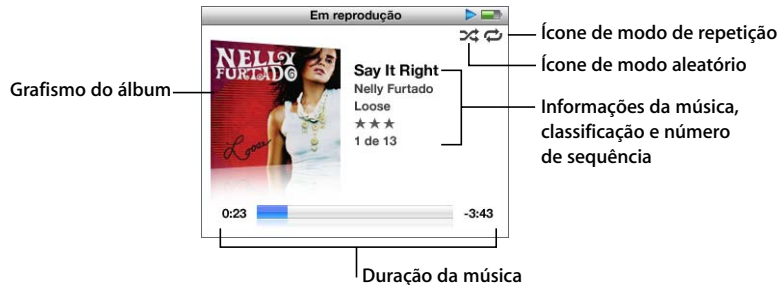 Em reprodução
Ícone de modo de repetição
Ícone de modo aleatório
NELLY
FURTADO
Loose
Grafismo do álbum
Say It Right
Nelly Furtado
Loose
★★★
1 de 13
Informações da música,
classificação e número
de sequência
0:23
-3:43
Duração da música